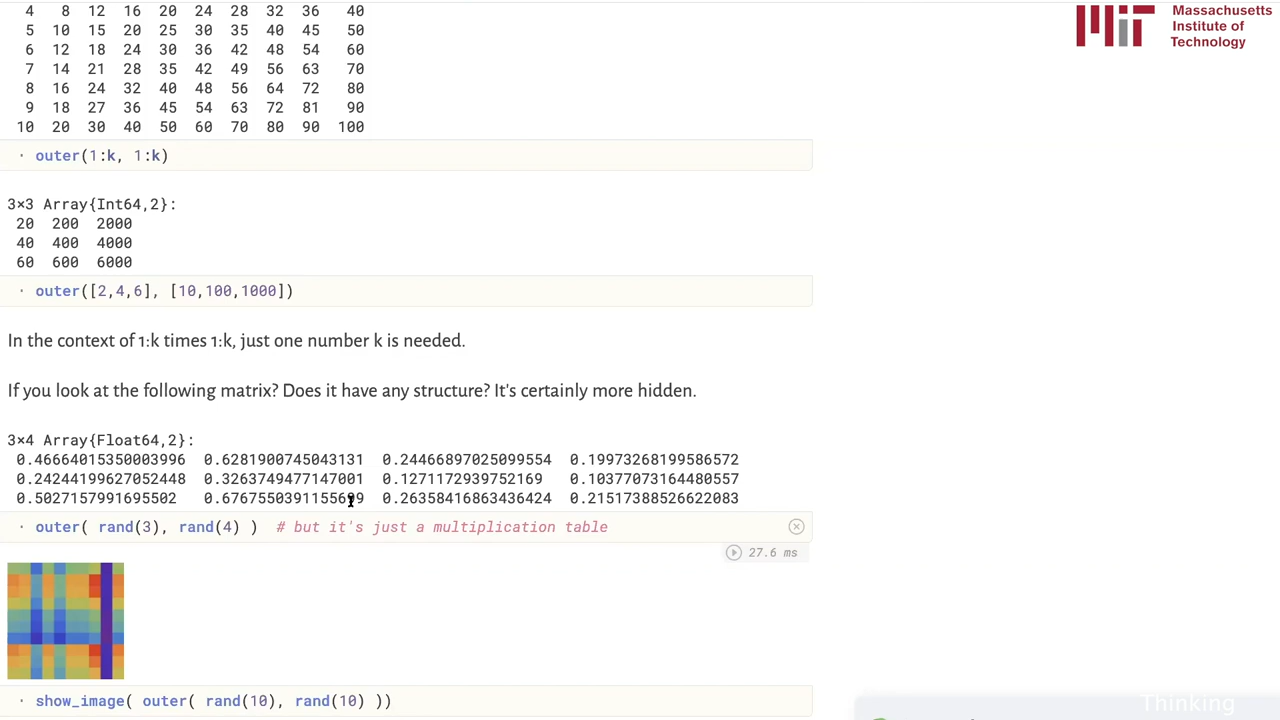 4 8 12 16 20 24 28 32 36 40
5 10 15 20 25 30 35 40 45 50
6 12 18 24 30 36 42 48 54 60
7 14 21 28 35 42 49 56 63 70
8 16 24 32 40 48 56 64 72 80
9 18 27 36 45 54 63 72 81 90
10 20 30 40 50 60 70 80 90 100
Massachusetts
Institute of
Technology
outer(1:k, 1:k)
3×3 Array{Int64,2}:
20 200 2000
40 400 4000
60 600 6000
outer([2,4,6], [10,100,1000])
In the context of 1:k times 1:k, just one number k is needed.
If you look at the following matrix? Does it have any structure? It's certainly more hidden.
3×4 Array{Float64,2}:
0.46664015350003996 0.6281900745043131 0.24466897025099554 0.19973268199586572
0.24244199627052448 0.3263749477147001 0.1271172939752169 0.10377073164480557
0.5027157991695502 0.26358416863436424 0.21517388526622083
outer( rand(3), rand(4) ) # but it's just a multiplication table
27.6 ms
show_image( outer( rand(10), rand(10) ))
Thinking